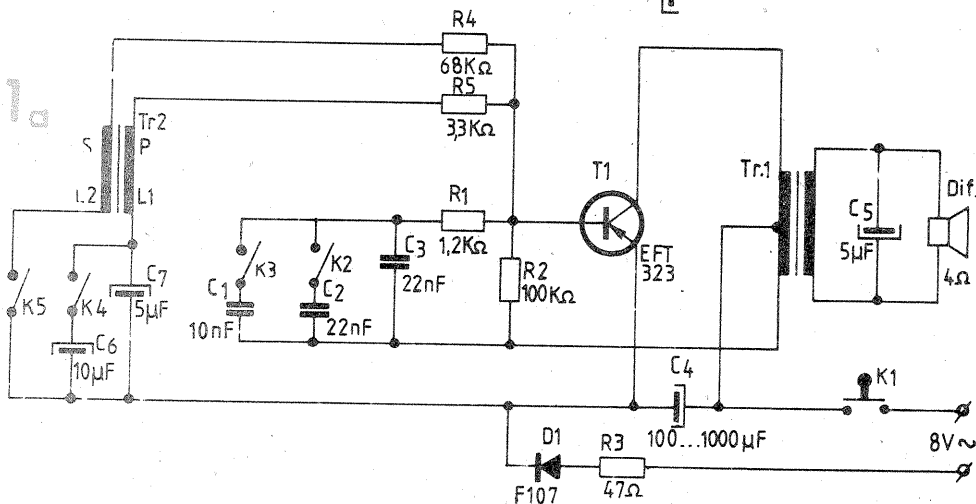 1a
R4
68KΩ
R5
3,3KΩ
Tr2
S
P
L2
L1
K5
K4
C7
5µF
C6
10µF
R1
1,2KΩ
K3
K2
C3
22nF
C1
10nF
C2
22nF
R2
100KΩ
T1
EFT
323
Tr.1
C5
5µF
Dif.
4Ω
C4
100...1000µF
K1
8V~
D1
F107
R3
47Ω